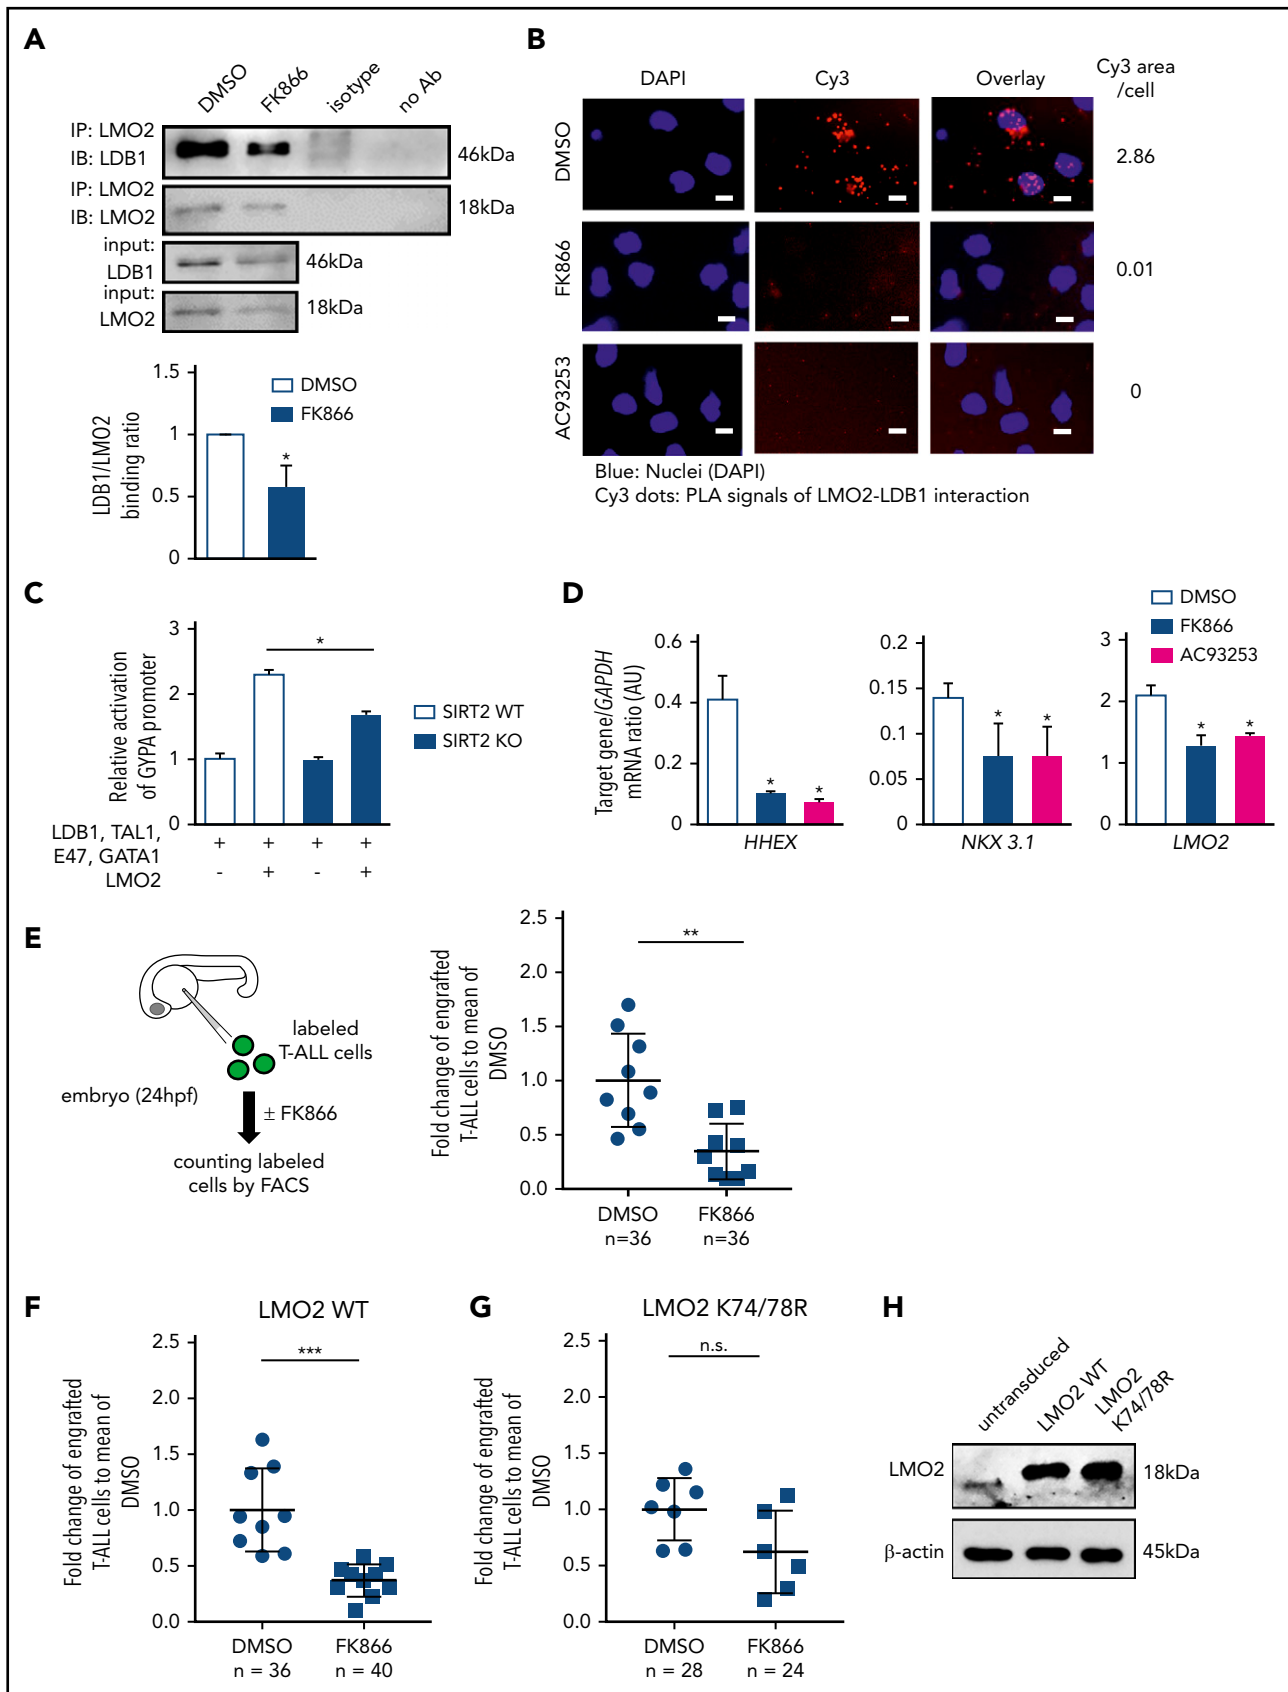 A
DMSO
FK866
isotype
no Ab
IP: LMO2
IB: LDB1
46kDa
IP: LMO2
IB: LMO2
18kDa
input:
LDB1
46kDa
input:
LMO2
18kDa
LDB1/LMO2
binding ratio
1.5
1
0.5
0
DMSO
FK866
*
B
DAPI
Cy3
Overlay
Cy3 area
/cell
DMSO
2.86
FK866
0.01
AC93253
0
Blue: Nuclei (DAPI)
Cy3 dots: PLA signals of LMO2-LDB1 interaction
C
Relative activation
of GYPA promoter
3
2
1
0
*
SIRT2 WT
SIRT2 KO
LDB1, TAL1,
E47, GATA1
+ + + +
LMO2
- + - +
D
DMSO
FK866
AC93253
Target gene/GAPDH
mRNA ratio (AU)
0.6
0.4
0.2
0
* *
HHEX
0.2
0.15
0.1
0.05
0
* *
NKX 3.1
3
2
1
0
* *
LMO2
E
labeled
T-ALL cells
embryo (24hpf)
± FK866
counting labeled
cells by FACS
Fold change of engrafted
T-ALL cells to mean of
DMSO
2.5
2.0
1.5
1.0
0.5
0.0
**
DMSO
n=36
FK866
n=36
F
LMO2 WT
Fold change of engrafted
T-ALL cells to mean of
DMSO
2.5
2.0
1.5
1.0
0.5
0.0
***
DMSO
n = 36
FK866
n = 40
G
LMO2 K74/78R
Fold change of engrafted
T-ALL cells to mean of
DMSO
2.5
2.0
1.5
1.0
0.5
0.0
n.s.
DMSO
n = 28
FK866
n = 24
H
untransduced
LMO2 WT
LMO2
K74/78R
LMO2
18kDa
β-actin
45kDa